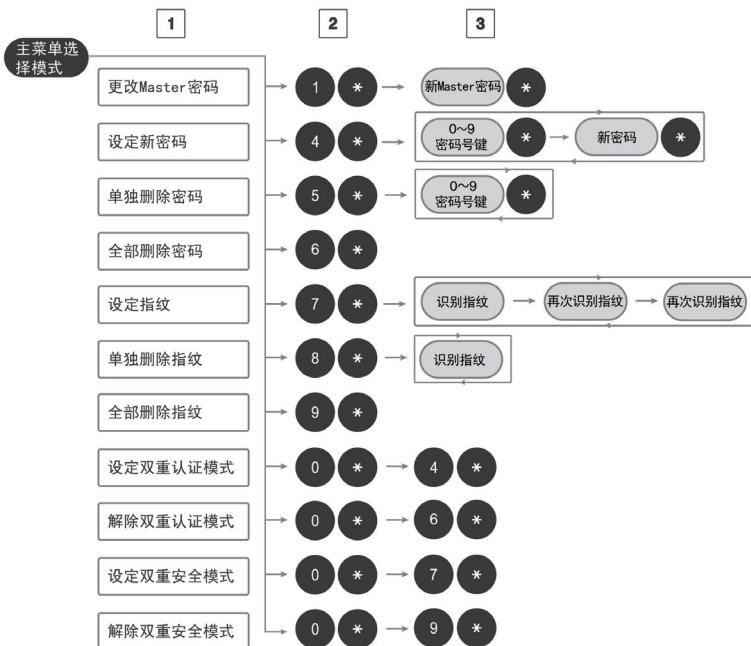 1 2 3
主菜单选
择模式
更改Master密码 1 * 新Master密码 *
设定新密码 4 * 0～9
密码号键 * 新密码 *
单独删除密码 5 * 0～9
密码号键 *
全部删除密码 6 *
设定指纹 7 * 识别指纹 再次识别指纹 再次识别指纹
单独删除指纹 8 * 识别指纹
全部删除指纹 9 *
设定双重认证模式 0 * 4 *
解除双重认证模式 0 * 6 *
设定双重安全模式 0 * 7 *
解除双重安全模式 0 * 9 *